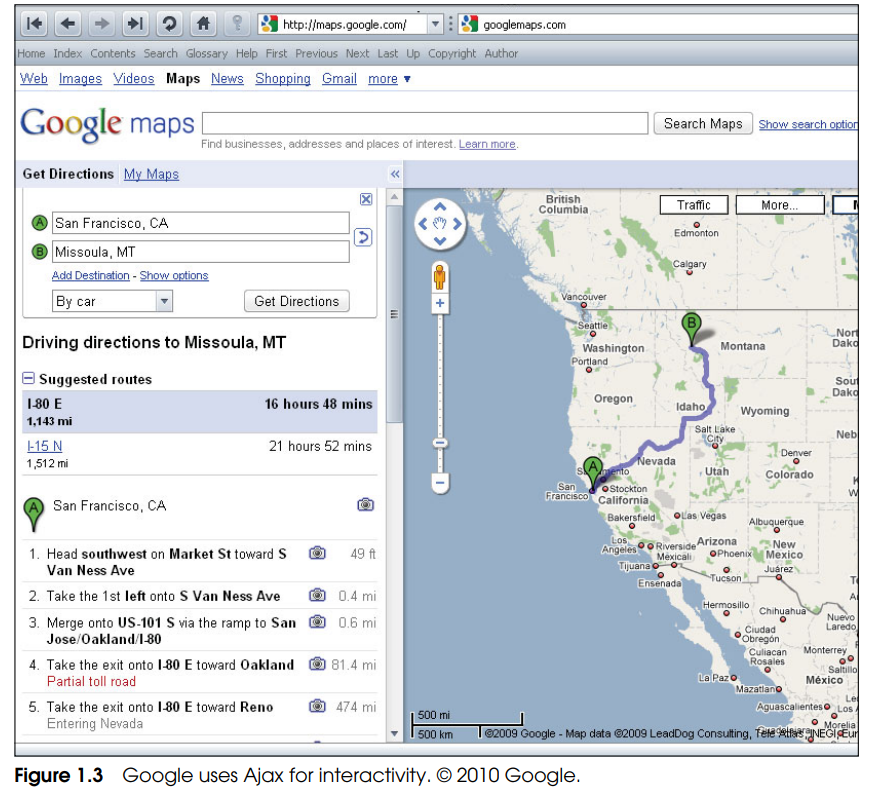 http://maps.google.com/ googlemaps.com
Home Index Contents Search Glossary Help First Previous Next Last Up Copyright Author
Web Images Videos Maps News Shopping Gmail more ▼
Google maps
Search Maps
Show search option
Find businesses, addresses and places of interest. Learn more.
Get Directions My Maps «
A San Francisco, CA
B Missoula, MT
Add Destination - Show options
By car
Get Directions
Driving directions to Missoula, MT
Suggested routes
I-80 E 16 hours 48 mins
1,143 mi
I-15 N 21 hours 52 mins
1,512 mi
A San Francisco, CA
1. Head southwest on Market St toward S 49 ft
Van Ness Ave
2. Take the 1st left onto S Van Ness Ave 0.4 mi
3. Merge onto US-101 S via the ramp to San 0.6 mi
Jose/Oakland/I-80
4. Take the exit onto I-80 E toward Oakland 81.4 mi
Partial toll road
5. Take the exit onto I-80 E toward Reno 474 mi
Entering Nevada
Traffic
More...
British
Columbia
Edmonton
Calgary
Vancouver
Seattle
Washington
Portland
B
Montana
North
Dako
Oregon
Idaho
Wyoming
Sou
Dako
Salt Lake
City
Neb
A
Nevada
Utah
Denver
Colorado
San
Francisco
Stockton
California
Bakersfield
Las Vegas
Albuquerque
Los
Angeles
Riverside
Arizona
Phoenix
New
Mexico
Tijuana
Mexicali
Ensenada
Tucson
Juárez
Hermosillo
Chihuahua
Nuevo
Laredo
Ciudad
Obregón
Culiacan
Rosales
Monterrey
Saltillo
La Paz
México
Mazatlan
Aguascalientes
Morelia
500 mi
500 km
©2009 Google - Map data ©2009 LeadDog Consulting, Tele Atlas, INEGI, Eur
Figure 1.3 Google uses Ajax for interactivity. © 2010 Google.